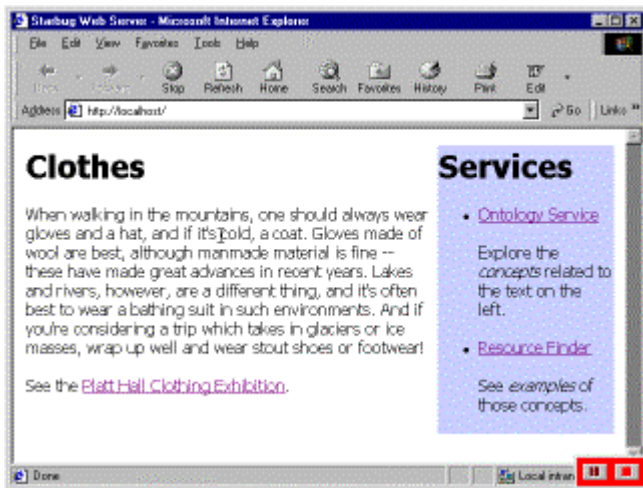 Starbug Web Server - Microsoft Internet Explorer
File Edit View Favorites Tools Help
Stop Refresh Home Search Favorites History Print Edit
Address http://localhost/ Go Links »
Clothes
When walking in the mountains, one should always wear
gloves and a hat, and if it's cold, a coat. Gloves made of
wool are best, although manmade material is fine --
these have made great advances in recent years. Lakes
and rivers, however, are a different thing, and it's often
best to wear a bathing suit in such environments. And if
you're considering a trip which takes in glaciers or ice
masses, wrap up well and wear stout shoes or footwear!
See the Platt Hall Clothing Exhibition.
Services
• Ontology Service
Explore the
concepts related to
the text on the
left.
• Resource Finder
See examples of
those concepts.
Done
Local intran